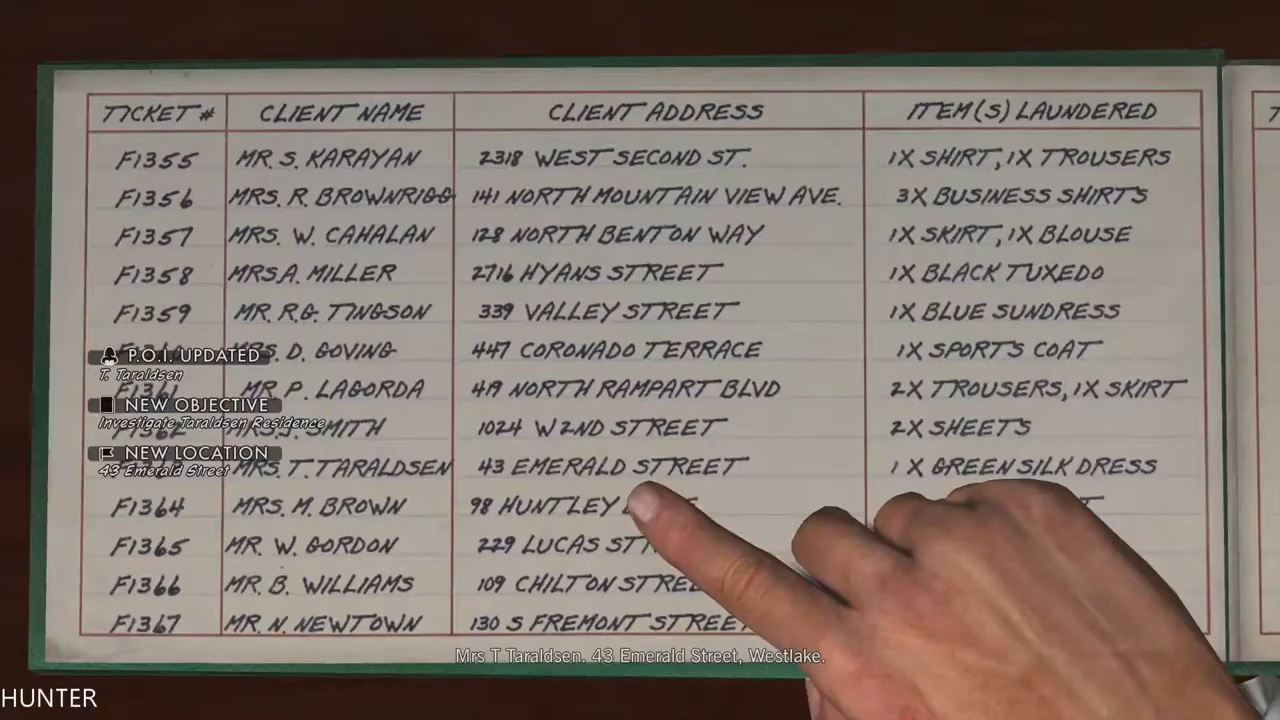 TICKET # CLIENT NAME CLIENT ADDRESS ITEM(S) LAUNDERED
F1355 MR. S. KARAYAN 2318 WEST SECOND ST. 1X SHIRT, 1X TROUSERS
F1356 MRS. R. BROWNRIGG 141 NORTH MOUNTAIN VIEW AVE. 3X BUSINESS SHIRTS
F1357 MRS. W. CAHALAN 128 NORTH BENTON WAY 1X SKIRT, 1X BLOUSE
F1358 MRS A. MILLER 2716 HYANS STREET 1X BLACK TUXEDO
F1359 MR. R.G. TINGSON 339 VALLEY STREET 1X BLUE SUNDRESS
MRS. D. GOVING 447 CORONADO TERRACE 1X SPORTS COAT
P.O.I. UPDATED
T. Taraldsen
F1361 MR P. LAGORDA 419 NORTH RAMPART BLVD 2X TROUSERS, 1X SKIRT
NEW OBJECTIVE
Investigate Taraldsen Residence
F1362 MRS. J. SMITH 1024 W 2ND STREET 2X SHEETS
NEW LOCATION
43 Emerald Street
MRS. T. TARALDSEN 43 EMERALD STREET 1 X GREEN SILK DRESS
F1364 MRS. M. BROWN 98 HUNTLEY
F1365 MR. W. GORDON 229 LUCAS
F1366 MR. B. WILLIAMS 109 CHILTON STREET
F1367 MR. N. NEWTOWN 130 S FREMONT STREET
Mrs T Taraldsen. 43 Emerald Street, Westlake.
HUNTER